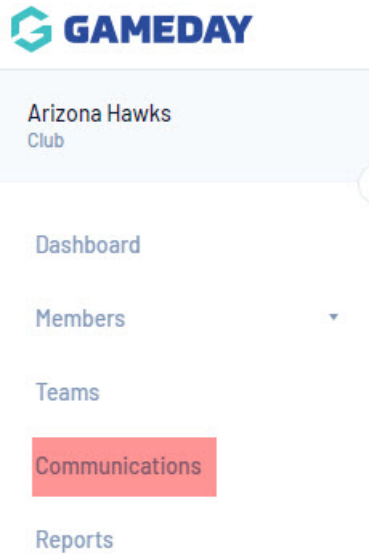 GAMEDAY
Arizona Hawks
Club
Dashboard
Members
Teams
Communications
Reports